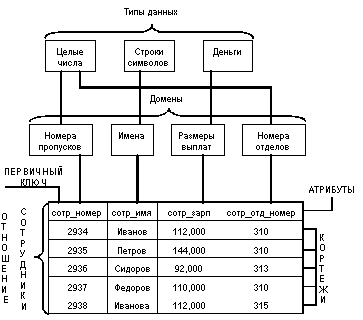 Типы данных
Целые числа
Строки символов
Деньги
Домены
Номера пропусков
Имена
Размеры выплат
Номера отделов
ПЕРВИЧНЫЙ КЛЮЧ
АТРИБУТЫ
ОТНОШЕНИЕ
СОТРУДНИКИ
КОРТЕЖИ
сотр_номер сотр_имя сотр_зарп сотр_отд_номер
2934 Иванов 112,000 310
2935 Петров 144,000 310
2936 Сидоров 92,000 313
2937 Федоров 110,000 310
2938 Иванова 112,000 315